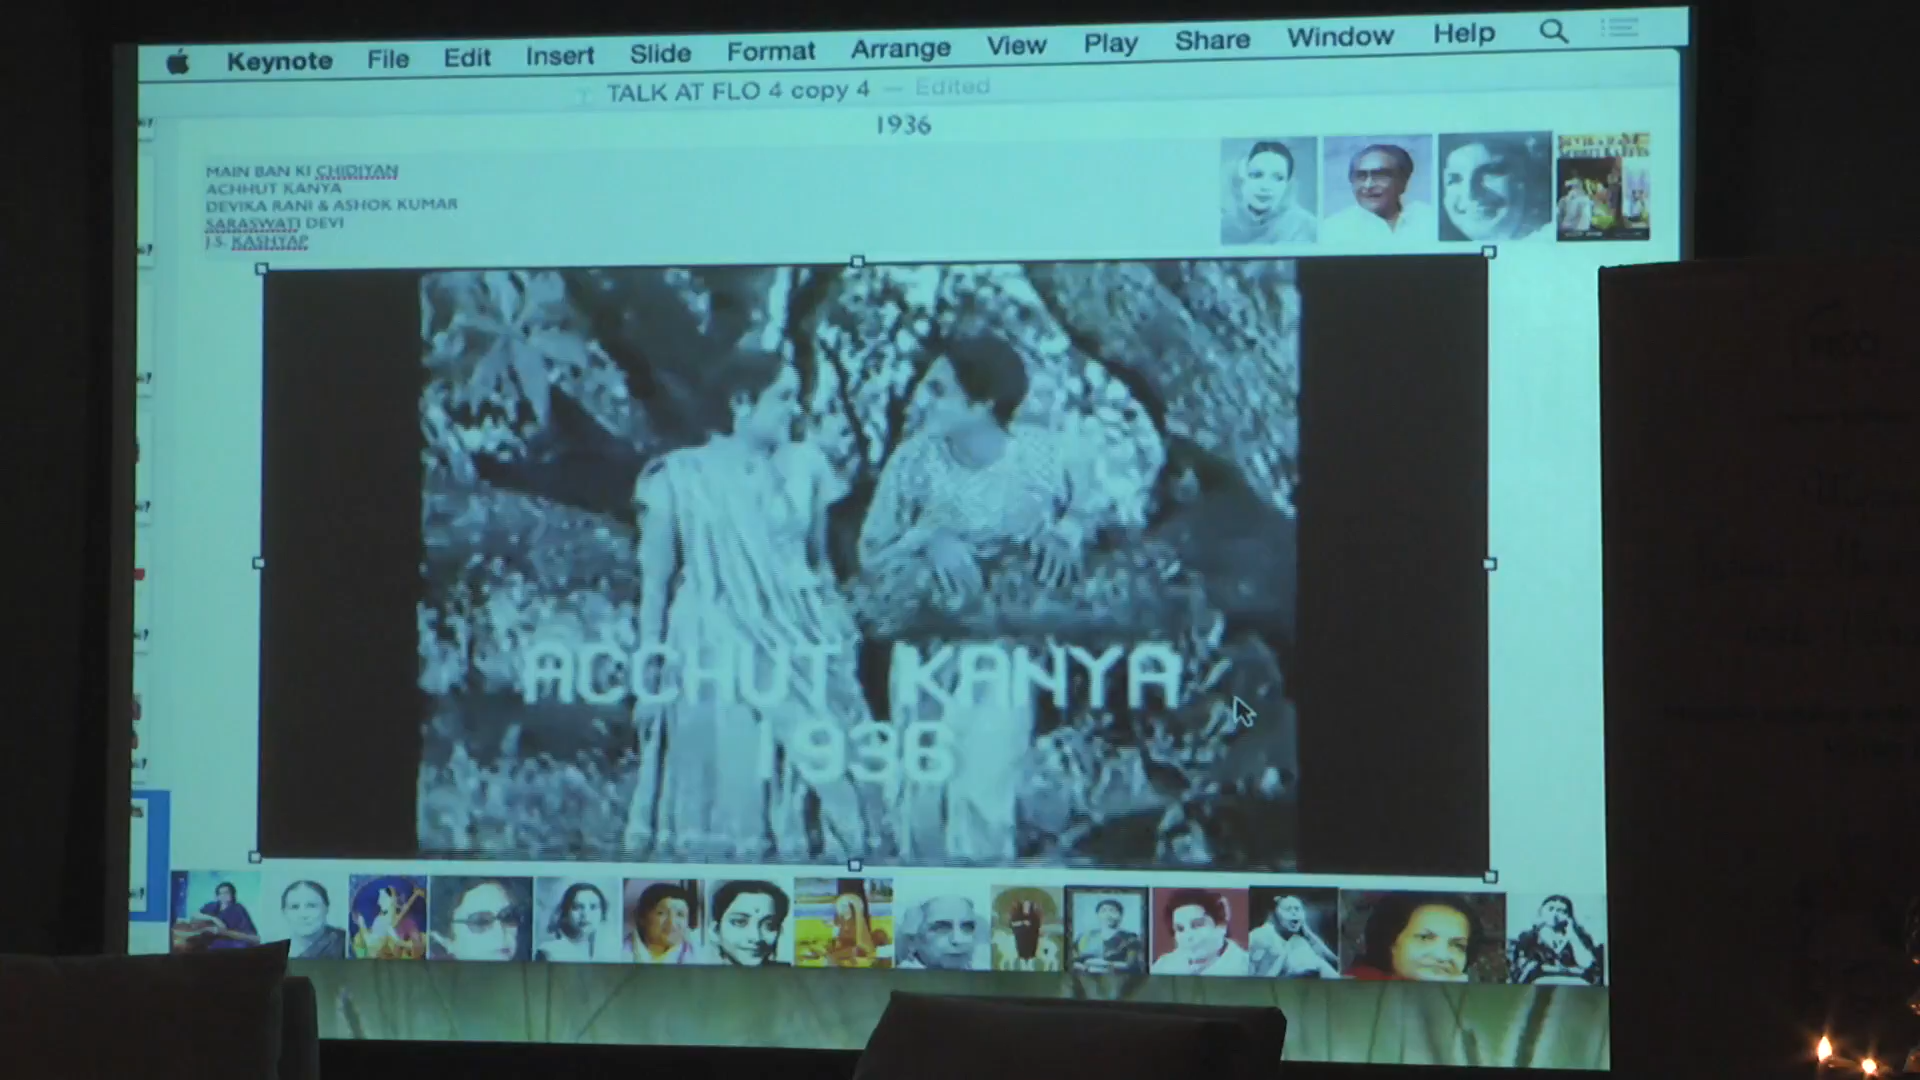 Keynote File Edit Insert Slide Format Arrange View Play Share Window Help
TALK AT FLO 4 copy 4 — Edited
1936
MAIN BAN KI CHIDIYAN
ACHHUT KANYA
DEVIKA RANI & ASHOK KUMAR
SARASWATI DEVI
J.S. KASHYAP
ACCHUT KANYA
1936